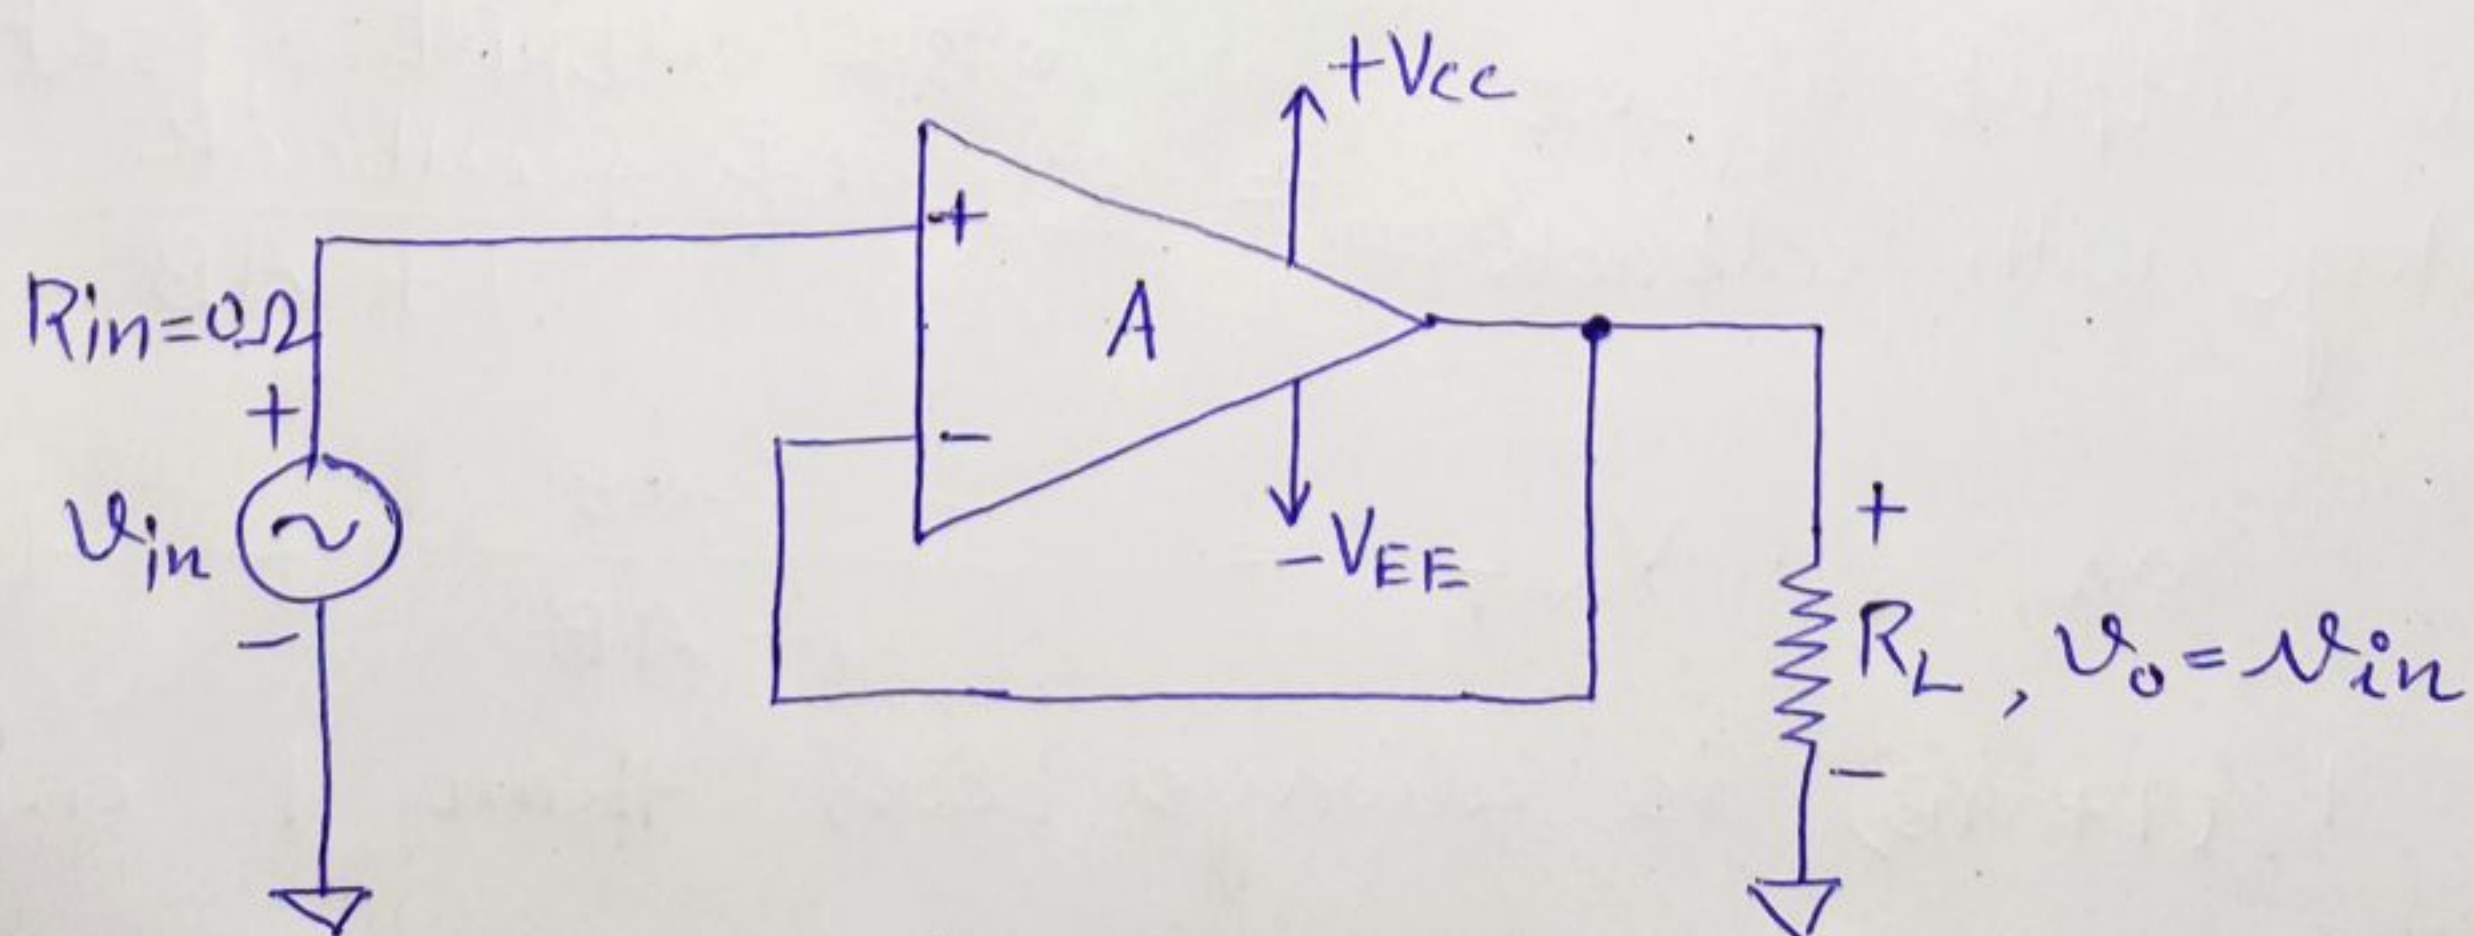 +VCC
+
Rin=0Ω
A
+
-
+
Vin
-VEE
-
RL, Vo = Vin
-